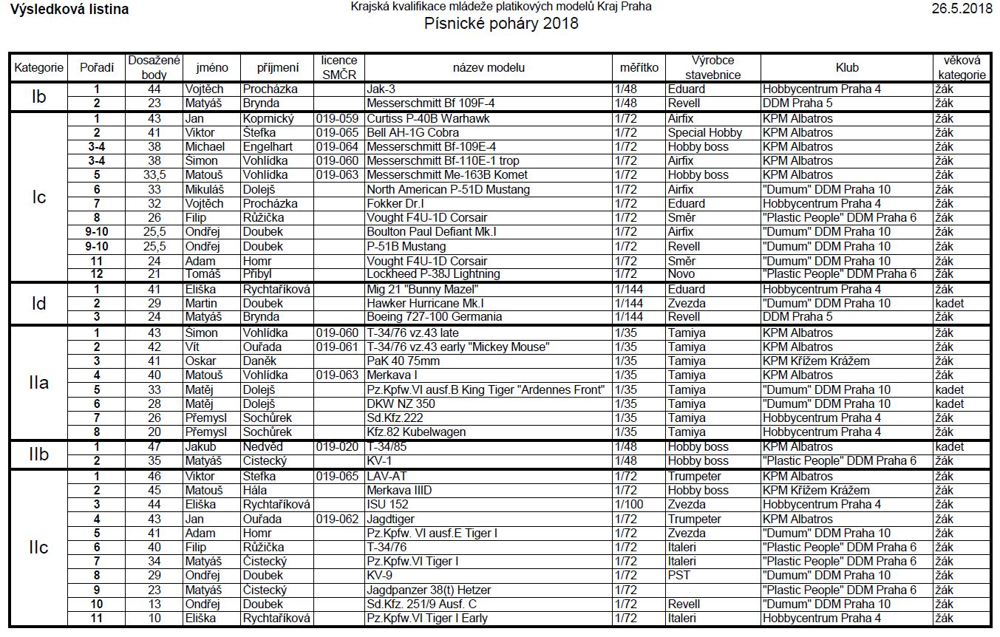 Výsledková listina
Krajská kvalifikace mládeže platikových modelů Kraj Praha
26.5.2018
Písnické poháry 2018
Kategorie Pořadí Dosažené body jméno příjmení licence SMČR název modelu měřítko Výrobce stavebnice Klub věková kategorie
Ib
1 44 Vojtěch Procházka Jak-3 1/48 Eduard Hobbycentrum Praha 4 žák
2 23 Matyáš Brynda Messerschmitt Bf 109F-4 1/48 Revell DDM Praha 5 žák
Ic
1 43 Jan Koprnický 019-059 Curtiss P-40B Warhawk 1/72 Airfix KPM Albatros žák
2 41 Viktor Štefka 019-065 Bell AH-1G Cobra 1/72 Special Hobby KPM Albatros žák
3-4 38 Michael Engelhart 019-064 Messerschmitt Bf-109E-4 1/72 Hobby boss KPM Albatros žák
3-4 38 Šimon Vohlídka 019-060 Messerschmitt Bf-110E-1 trop 1/72 Airfix KPM Albatros žák
5 33,5 Matouš Vohlídka 019-063 Messerschmitt Me-163B Komet 1/72 Hobby boss KPM Albatros žák
6 33 Mikuláš Dolejš North American P-51D Mustang 1/72 Airfix "Dumum" DDM Praha 10 žák
7 32 Vojtěch Procházka Fokker Dr.I 1/72 Eduard Hobbycentrum Praha 4 žák
8 26 Filip Růžička Vought F4U-1D Corsair 1/72 Směr "Plastic People" DDM Praha 6 žák
9-10 25,5 Ondřej Doubek Boulton Paul Defiant Mk.I 1/72 Airfix "Dumum" DDM Praha 10 žák
9-10 25,5 Ondřej Doubek P-51B Mustang 1/72 Revell "Dumum" DDM Praha 10 žák
11 24 Adam Homr Vought F4U-1D Corsair 1/72 Směr "Dumum" DDM Praha 10 žák
12 21 Tomáš Přibyl Lockheed P-38J Lightning 1/72 Novo "Plastic People" DDM Praha 6 žák
Id
1 41 Eliška Rychtaříková Mig 21 "Bunny Mazel" 1/144 Eduard Hobbycentrum Praha 4 žák
2 29 Martin Doubek Hawker Hurricane Mk.I 1/144 Zvezda "Dumum" DDM Praha 10 kadet
3 24 Matyáš Brynda Boeing 727-100 Germania 1/144 Revell DDM Praha 5 žák
IIa
1 43 Šimon Vohlídka 019-060 T-34/76 vz.43 late 1/35 Tamiya KPM Albatros žák
2 42 Vít Ouřada 019-061 T-34/76 vz.43 early "Mickey Mouse" 1/35 Tamiya KPM Albatros žák
3 41 Oskar Daněk PaK 40 75mm 1/35 Tamiya KPM Křížem Krážem žák
4 40 Matouš Vohlídka 019-063 Merkava I 1/35 Tamiya KPM Albatros žák
5 33 Matěj Dolejš Pz.Kpfw.VI ausf.B King Tiger "Ardennes Front" 1/35 Tamiya "Dumum" DDM Praha 10 kadet
6 28 Matěj Dolejš DKW NZ 350 1/35 Tamiya "Dumum" DDM Praha 10 kadet
7 26 Přemysl Sochůrek Sd.Kfz.222 1/35 Tamiya Hobbycentrum Praha 4 žák
8 20 Přemysl Sochůrek Kfz.82 Kubelwagen 1/35 Tamiya Hobbycentrum Praha 4 žák
IIb
1 47 Jakub Nedvěd 019-020 T-34/85 1/48 Hobby boss KPM Albatros kadet
2 35 Matyáš Čistecký KV-1 1/48 Hobby boss "Plastic People" DDM Praha 6 žák
IIc
1 46 Viktor Štefka 019-065 LAV-AT 1/72 Trumpeter KPM Albatros žák
2 45 Matouš Hála Merkava IIID 1/72 Hobby boss KPM Křížem Krážem žák
3 44 Eliška Rychtaříková ISU 152 1/100 Zvezda Hobbycentrum Praha 4 žák
4 43 Jan Ouřada 019-062 Jagdtiger 1/72 Trumpeter KPM Albatros žák
5 41 Adam Homr Pz.Kpfw. VI ausf.E Tiger I 1/72 Zvezda "Dumum" DDM Praha 10 žák
6 40 Filip Růžička T-34/76 1/72 Italeri "Plastic People" DDM Praha 6 žák
7 34 Matyáš Čistecký Pz.Kpfw.VI Tiger I 1/72 Italeri "Plastic People" DDM Praha 6 žák
8 29 Ondřej Doubek KV-9 1/72 PST "Dumum" DDM Praha 10 žák
9 23 Matyáš Čistecký Jagdpanzer 38(t) Hetzer 1/72 "Plastic People" DDM Praha 6 žák
10 13 Ondřej Doubek Sd.Kfz. 251/9 Ausf. C 1/72 Revell "Dumum" DDM Praha 10 žák
11 10 Eliška Rychtaříková Pz.Kpfw.VI Tiger I Early 1/72 Italeri Hobbycentrum Praha 4 žák